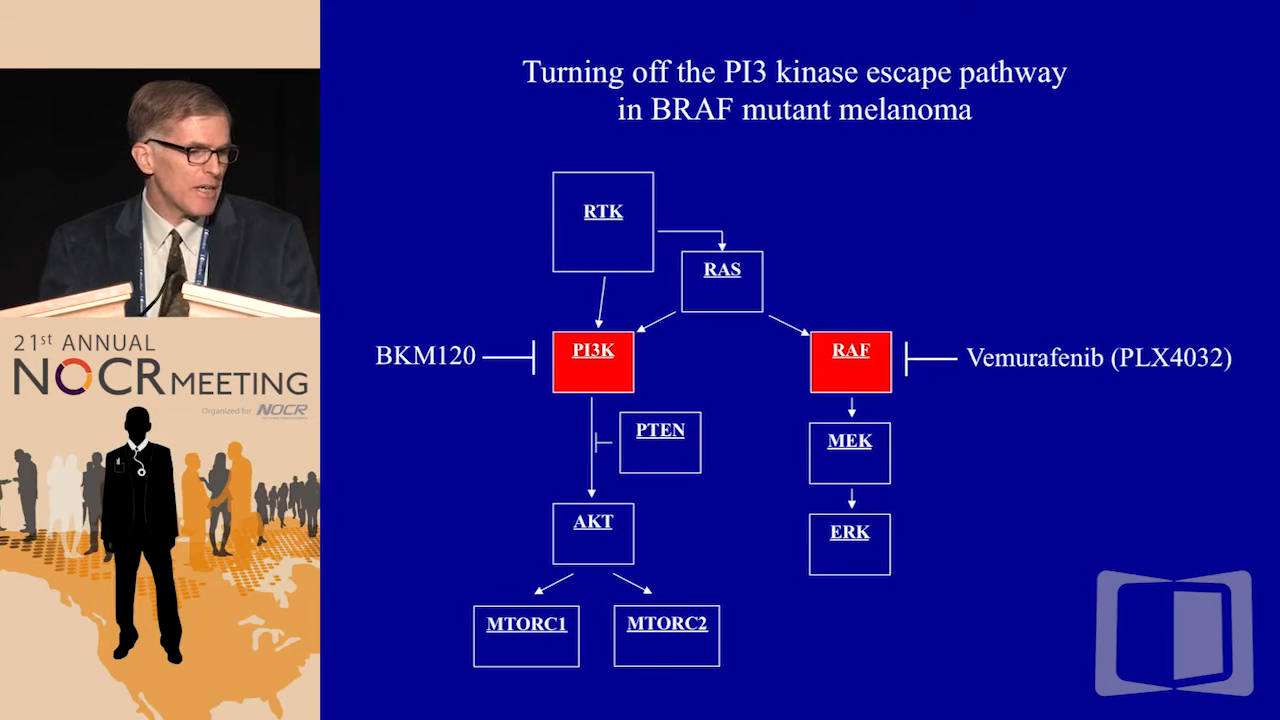 Turning off the PI3 kinase escape pathway
in BRAF mutant melanoma
RTK
RAS
BKM120
PI3K
RAF
Vemurafenib (PLX4032)
PTEN
MEK
AKT
ERK
MTORC1
MTORC2
21st ANNUAL
NOCR MEETING
Organized for NOCR